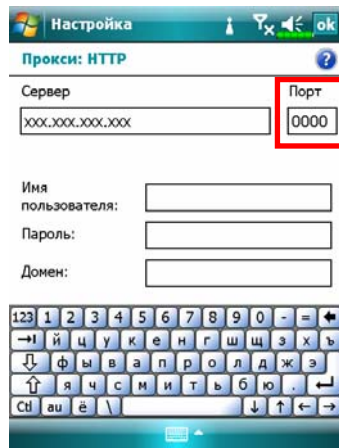 Настройка ok
Прокси: HTTP ?
Сервер Порт
xxx.xxx.xxx.xxx 0000
Имя
пользователя:
Пароль:
Домен:
123 1 2 3 4 5 6 7 8 9 0 - =
й ц у к е н г ш щ з х ъ
ф ы в а п р о л д ж э
я ч с м и т ь б ю .
Ctl аu ё \